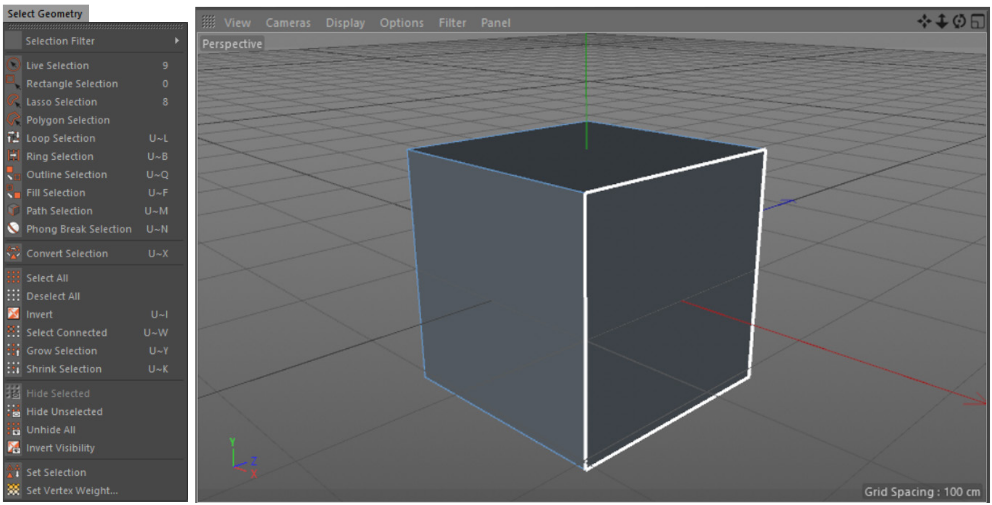 Select Geometry
Selection Filter
Live Selection 9
Rectangle Selection 0
Lasso Selection 8
Polygon Selection
Loop Selection U~L
Ring Selection U~B
Outline Selection U~Q
Fill Selection U~F
Path Selection U~M
Phong Break Selection U~N
Convert Selection U~X
Select All
Deselect All
Invert U~I
Select Connected U~W
Grow Selection U~Y
Shrink Selection U~K
Hide Selected
Hide Unselected
Unhide All
Invert Visibility
Set Selection
Set Vertex Weight...
View Cameras Display Options Filter Panel
Perspective
Y
Z
X
Grid Spacing : 100 cm